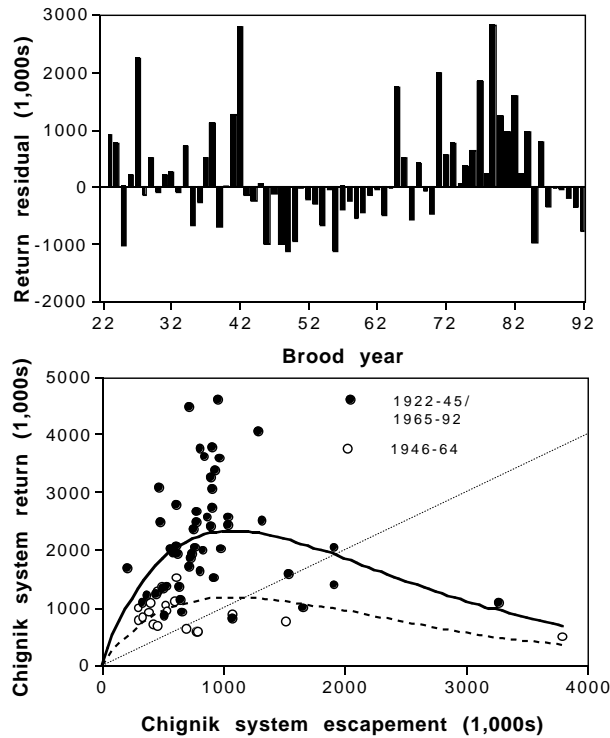 Return residual (1,000s)
3000
2000
1000
0
-1000
-2000
22 32 42 52 62 72 82 92
Brood year
Chignik system return (1,000s)
5000
4000
3000
2000
1000
0
1922-45/
1965-92
1946-64
0 1000 2000 3000 4000
Chignik system escapement (1,000s)